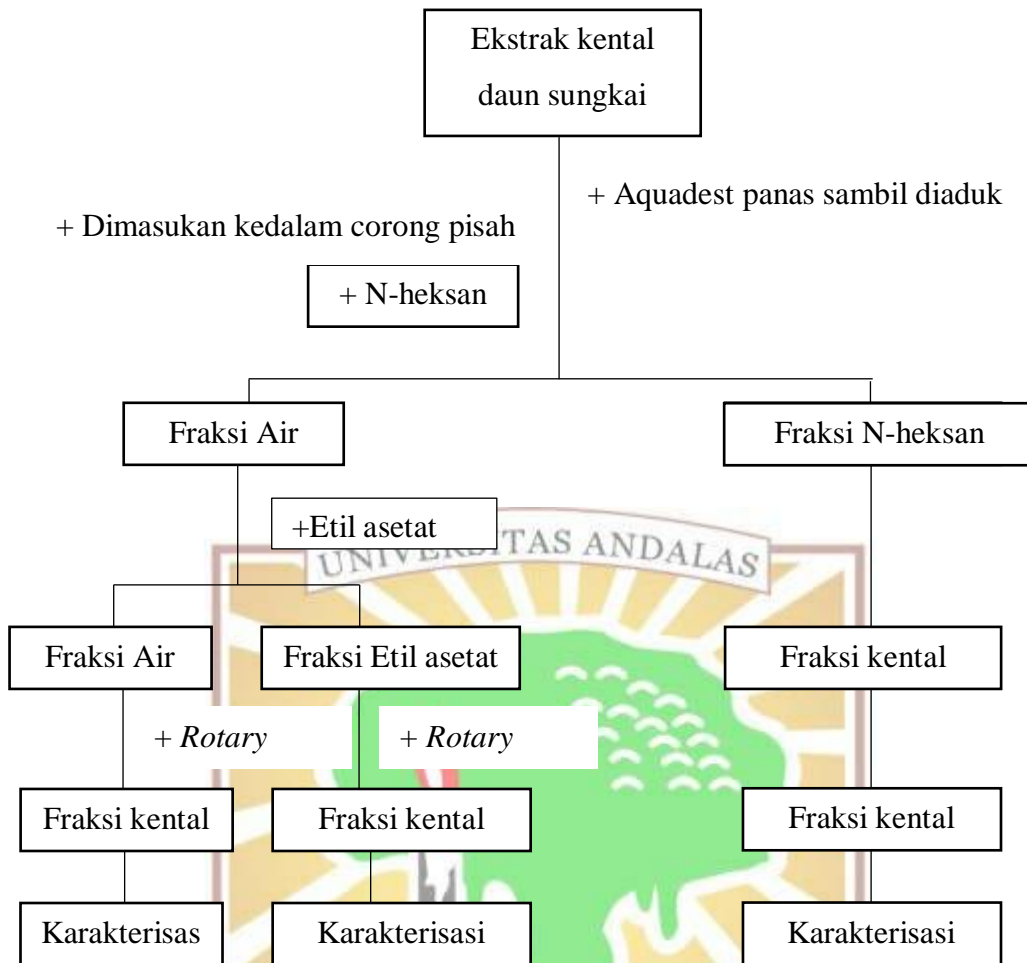 Ekstrak kental
daun sungkai
+ Aquadest panas sambil diaduk
+ Dimasukan kedalam corong pisah
+ N-heksan
Fraksi Air
Fraksi N-heksan
+Etil asetat
UNIVERSITAS ANDALAS
Fraksi Air
Fraksi Etil asetat
Fraksi kental
+ Rotary
+ Rotary
Fraksi kental
Fraksi kental
Fraksi kental
Karakterisas
Karakterisasi
Karakterisasi